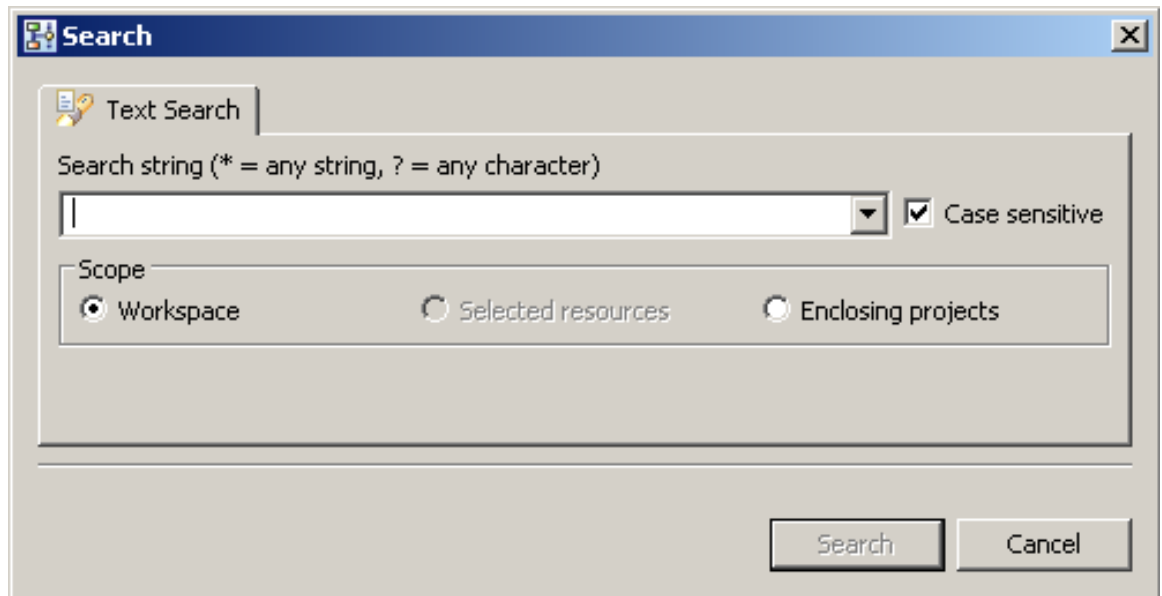 Search
Text Search
Search string (* = any string, ? = any character)
Case sensitive
Scope
Workspace Selected resources Enclosing projects
Search Cancel